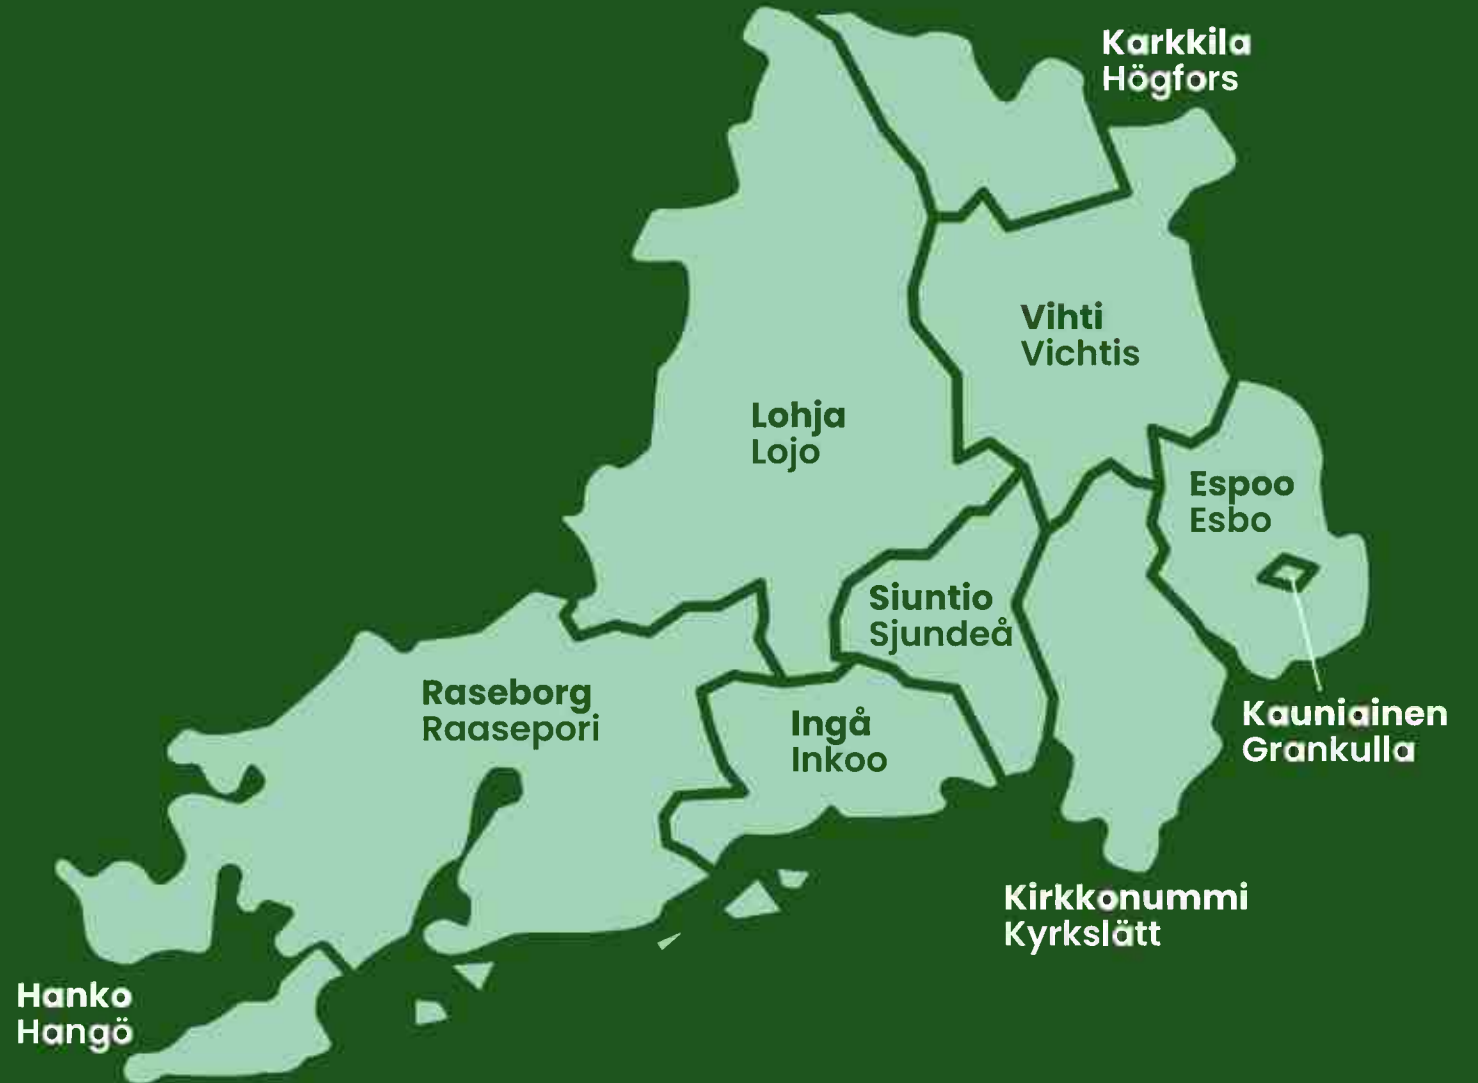 Karkkila
Högfors
Vihti
Vichtis
Lohja
Lojo
Espoo
Esbo
Siuntio
Sjundeå
Raseborg
Raasepori
Ingå
Inkoo
Kauniainen
Grankulla
Kirkkonummi
Kyrkslätt
Hanko
Hangö